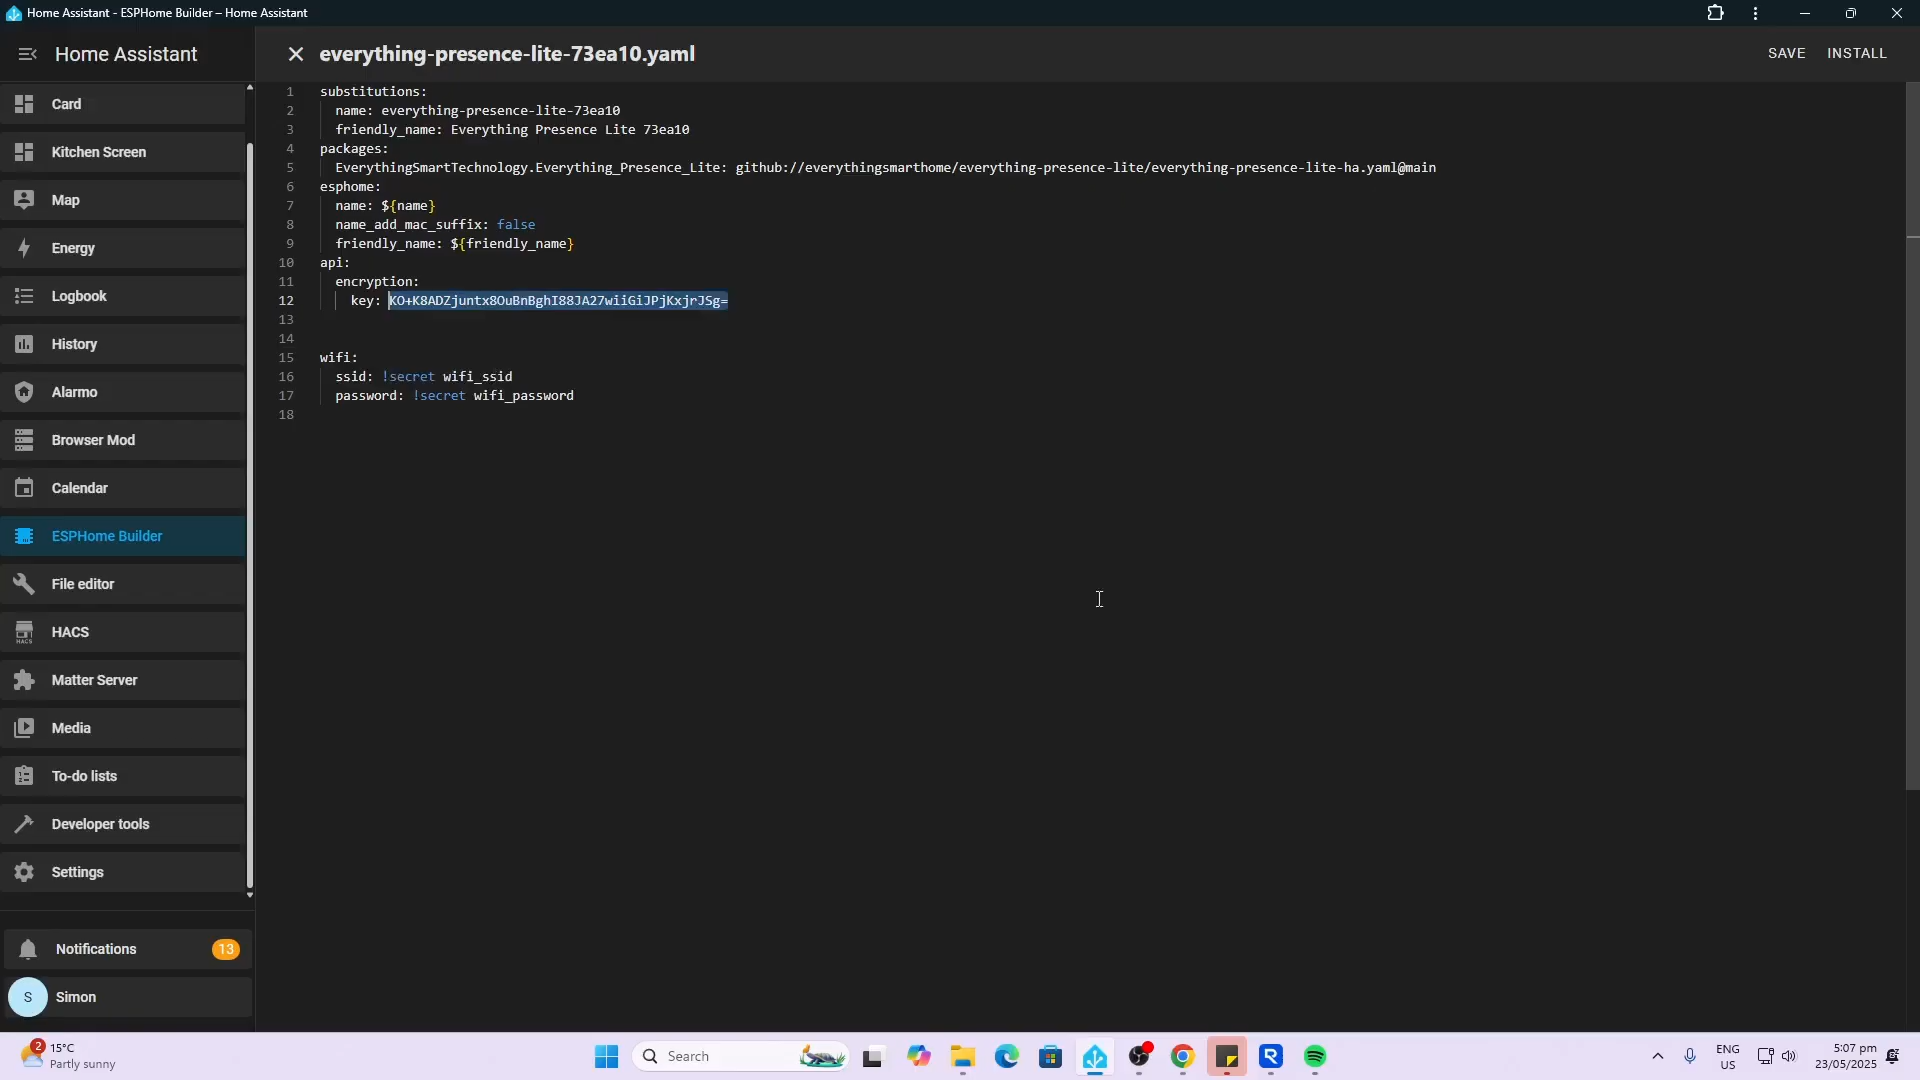 Home Assistant - ESPHome Builder – Home Assistant
Home Assistant
everything-presence-lite-73ea10.yaml
SAVE
INSTALL
Card
Kitchen Screen
Map
Energy
Logbook
History
Alarmo
Browser Mod
Calendar
ESPHome Builder
File editor
HACS
HACS
Matter Server
Media
To-do lists
Developer tools
Settings
Notifications
13
S
Simon
1 substitutions:
2 name: everything-presence-lite-73ea10
3 friendly_name: Everything Presence Lite 73ea10
4 packages:
5 EverythingSmartTechnology.Everything_Presence_Lite: github://everythingsmarthome/everything-presence-lite/everything-presence-lite-ha.yaml@main
6 esphome:
7 name: ${name}
8 name_add_mac_suffix: false
9 friendly_name: ${friendly_name}
10 api:
11 encryption:
12 key: KO+K8ADZjuntx8OuBnBghI88JA27wiiGiJPjKxjrJSg=
13
14
15 wifi:
16 ssid: !secret wifi_ssid
17 password: !secret wifi_password
18
2
15°C
Partly sunny
Search
R
ENG
US
5:07 pm
23/05/2025